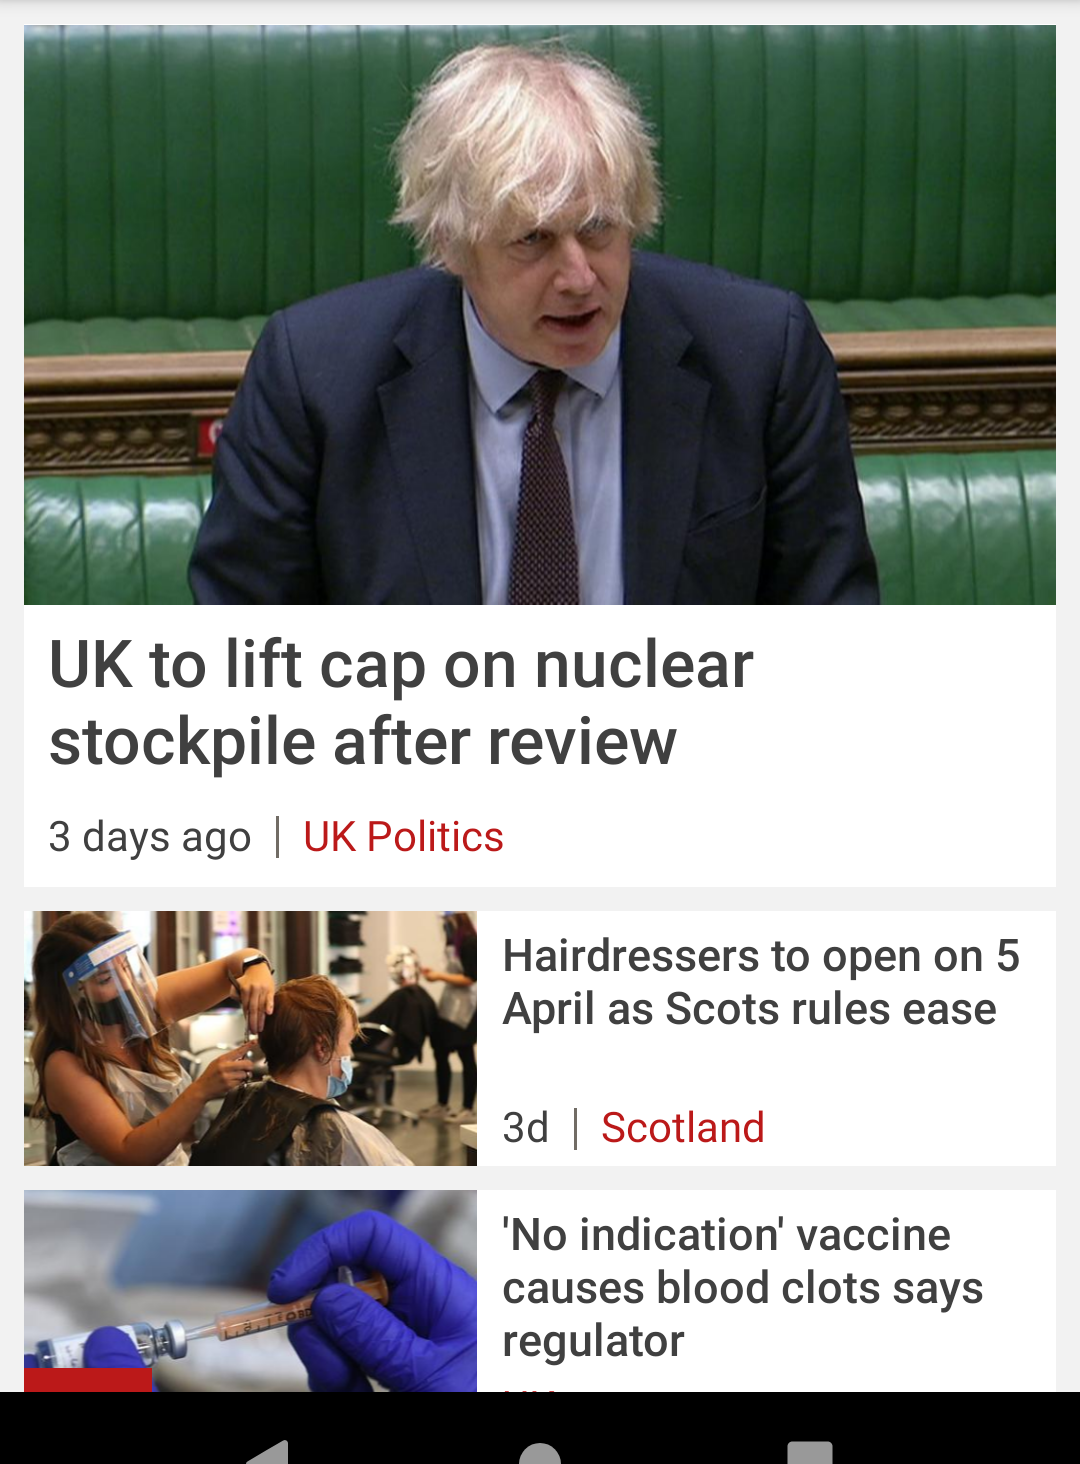 UK to lift cap on nuclear
stockpile after review
3 days ago | UK Politics
Hairdressers to open on 5
April as Scots rules ease
3d | Scotland
'No indication' vaccine
causes blood clots says
regulator